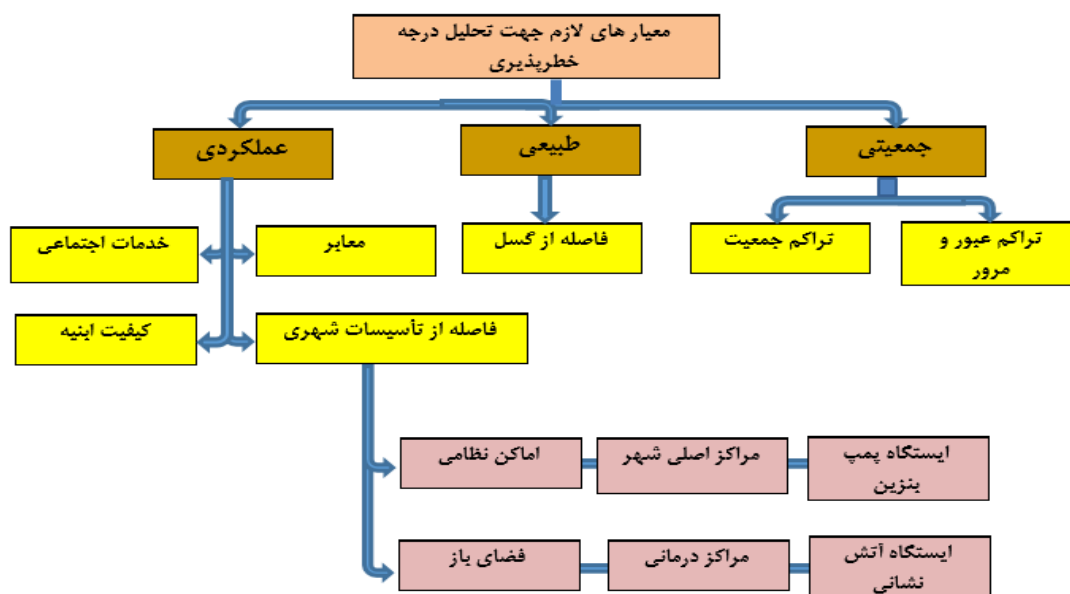 معیار های لازم جهت تحلیل درجه
خطرپذیری
جمعیتی
طبیعی
عملکردی
تراکم عبور و
مرور
تراکم جمعیت
فاصله از گسل
معابر
خدمات اجتماعی
فاصله از تأسیسات شهری
کیفیت ابنیه
ایستگاه پمپ
بنزین
مراکز اصلی شهر
اماکن نظامی
ایستگاه آتش
نشانی
مراکز درمانی
فضای باز